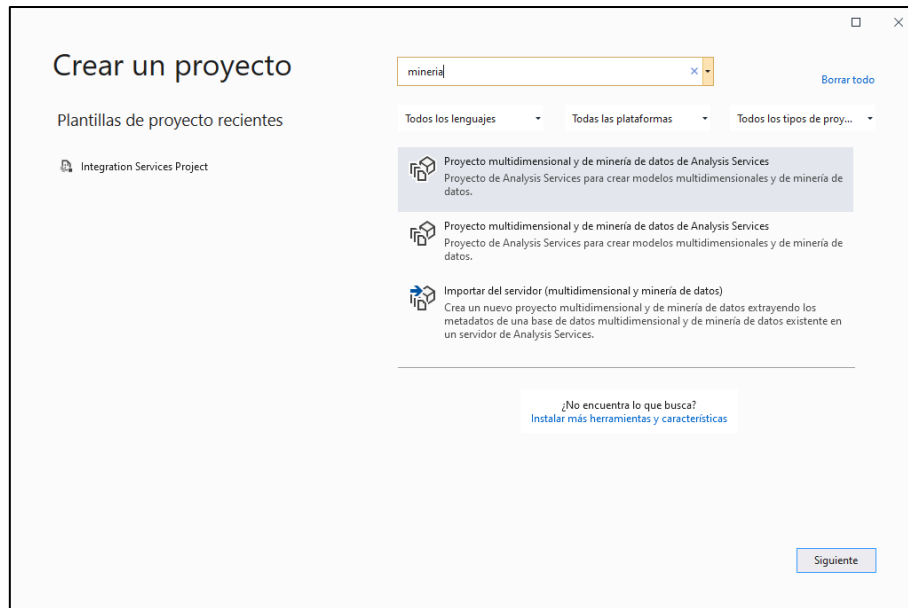 Crear un proyecto
mineria
Borrar todo
Plantillas de proyecto recientes
Todos los lenguajes
Todas las plataformas
Todos los tipos de proy...
Integration Services Project
Proyecto multidimensional y de minería de datos de Analysis Services
Proyecto de Analysis Services para crear modelos multidimensionales y de minería de
datos.
Proyecto multidimensional y de minería de datos de Analysis Services
Proyecto de Analysis Services para crear modelos multidimensionales y de minería de
datos.
Importar del servidor (multidimensional y minería de datos)
Crea un nuevo proyecto multidimensional y de minería de datos extrayendo los
metadatos de una base de datos multidimensional y de minería de datos existente en
un servidor de Analysis Services.
¿No encuentra lo que busca?
Instalar más herramientas y características
Siguiente